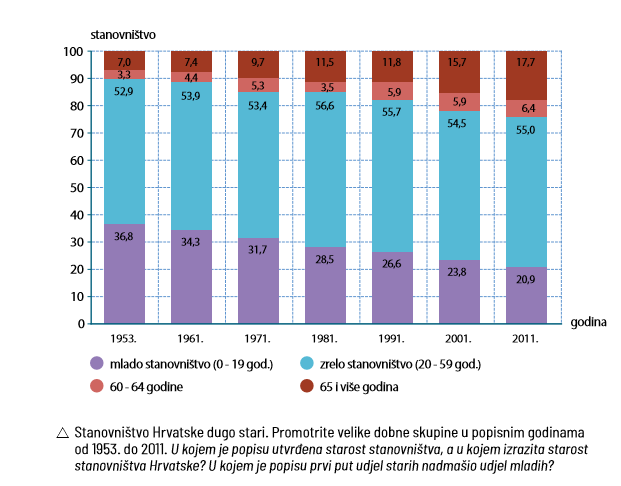 stanovništvo
100
90
80
70
60
50
40
30
20
10
0
7,0 7,4 9,7 11,5 11,8 15,7 17,7
3,3 4,4 5,3 3,5 5,9 5,9 6,4
52,9 53,9 53,4 56,6 55,7 54,5 55,0
36,8 34,3 31,7 28,5 26,6 23,8 20,9
godina
1953. 1961. 1971. 1981. 1991. 2001. 2011.
mlado stanovništvo (0 - 19 god.) zrelo stanovništvo (20 - 59 god.)
60 - 64 godine 65 i više godina
△ Stanovništvo Hrvatske dugo stari. Promotrite velike dobne skupine u popisnim godinama
od 1953. do 2011. U kojem je popisu utvrđena starost stanovništva, a u kojem izrazita starost
stanovništva Hrvatske? U kojem je popisu prvi put udjel starih nadmašio udjel mladih?